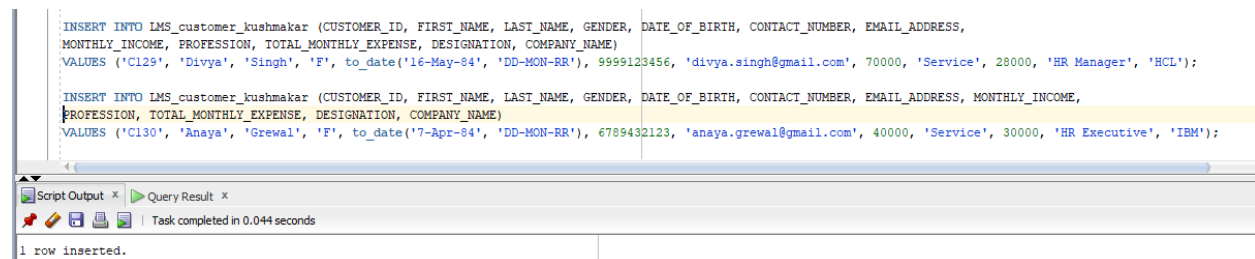 INSERT INTO LMS_customer_kushmakar (CUSTOMER_ID, FIRST_NAME, LAST_NAME, GENDER, DATE_OF_BIRTH, CONTACT_NUMBER, EMAIL_ADDRESS,
MONTHLY_INCOME, PROFESSION, TOTAL_MONTHLY_EXPENSE, DESIGNATION, COMPANY_NAME)
VALUES ('C129', 'Divya', 'Singh', 'F', to_date('16-May-84', 'DD-MON-RR'), 9999123456, 'divya.singh@gmail.com', 70000, 'Service', 28000, 'HR Manager', 'HCL');
INSERT INTO LMS_customer_kushmakar (CUSTOMER_ID, FIRST_NAME, LAST_NAME, GENDER, DATE_OF_BIRTH, CONTACT_NUMBER, EMAIL_ADDRESS, MONTHLY_INCOME,
PROFESSION, TOTAL_MONTHLY_EXPENSE, DESIGNATION, COMPANY_NAME)
VALUES ('C130', 'Anaya', 'Grewal', 'F', to_date('7-Apr-84', 'DD-MON-RR'), 6789432123, 'anaya.grewal@gmail.com', 40000, 'Service', 30000, 'HR Executive', 'IBM');
Script Output x Query Result x
Task completed in 0.044 seconds
1 row inserted.